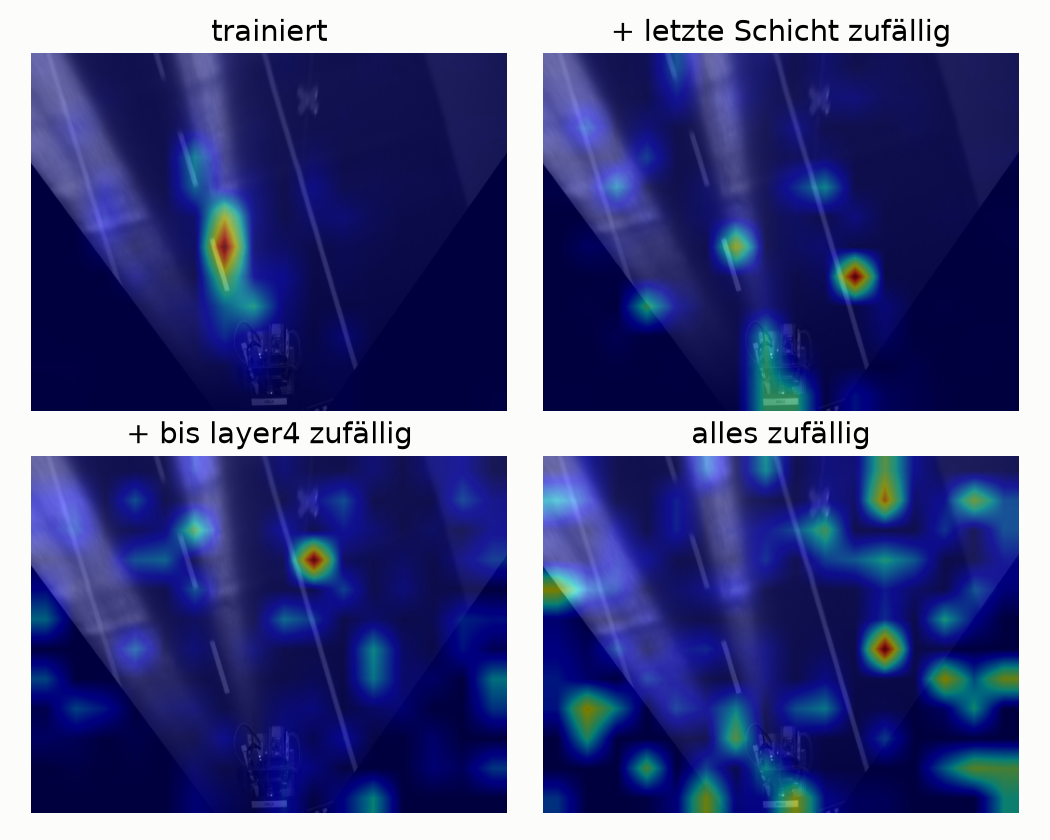 trainiert
+ letzte Schicht zufällig
+ bis layer4 zufällig
alles zufällig